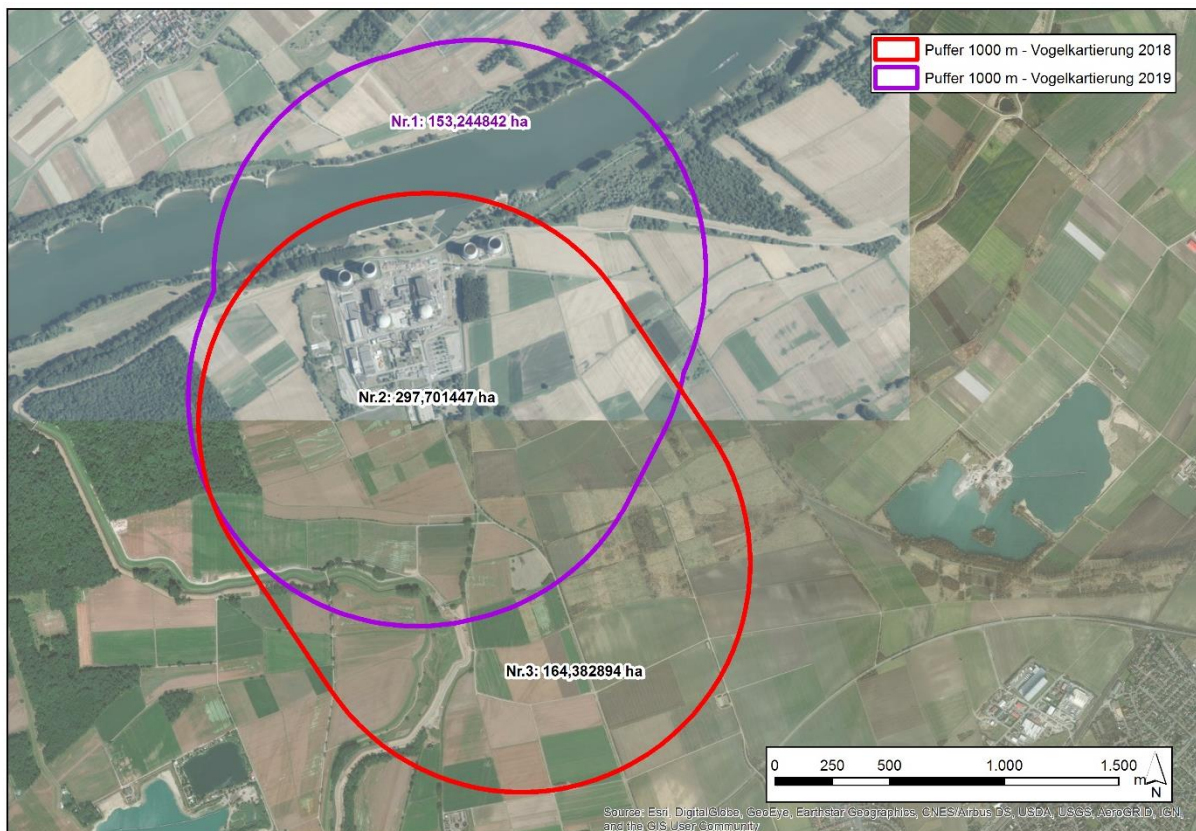 Puffer 1000 m - Vogelkartierung 2018
Puffer 1000 m - Vogelkartierung 2019
Nr.1: 153,244842 ha
Nr.2: 297,701447 ha
Nr.3: 164,382894 ha
0 250 500 1.000 1.500
m
N
Source: Esri, DigitalGlobe, GeoEye, Earthstar Geographics, CNES/Airbus DS, USDA, USGS, AeroGRID, IGN,
and the GIS User Community